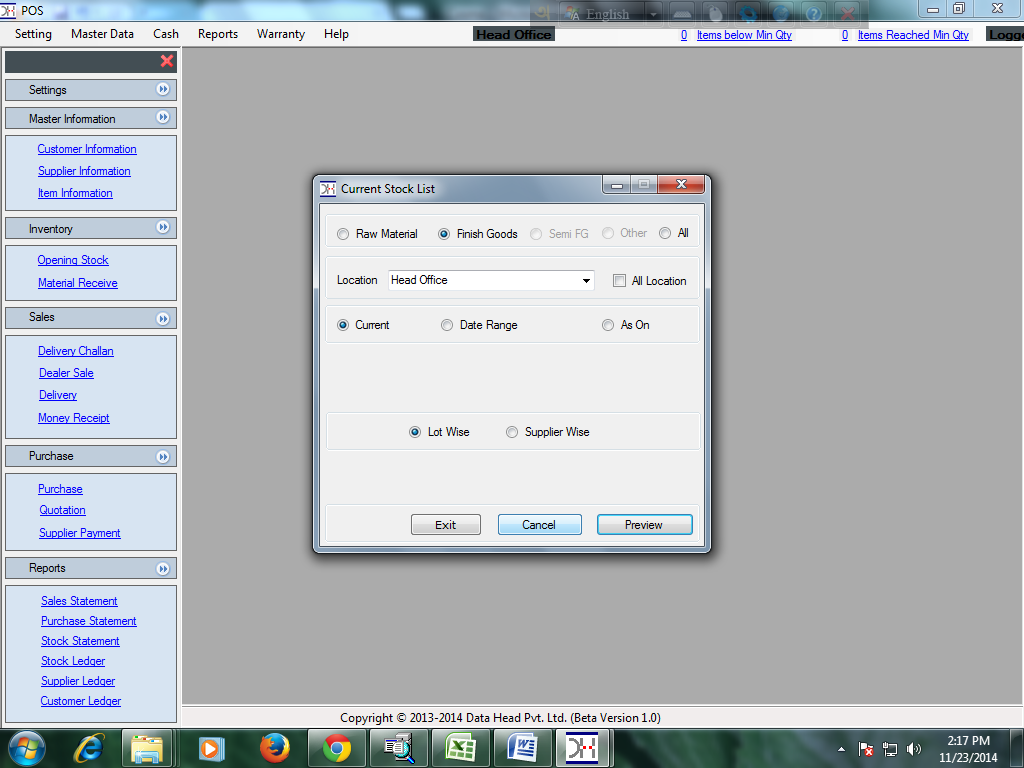 POS
English
Setting Master Data Cash Reports Warranty Help Head Office 0 Items below Min Qty 0 Items Reached Min Qty Logge
Settings
Master Information
Customer Information
Supplier Information
Item Information
Inventory
Opening Stock
Material Receive
Sales
Delivery Challan
Dealer Sale
Delivery
Money Receipt
Purchase
Purchase
Quotation
Supplier Payment
Reports
Sales Statement
Purchase Statement
Stock Statement
Stock Ledger
Supplier Ledger
Customer Ledger
Current Stock List
Raw Material Finish Goods Semi FG Other All
Location Head Office All Location
Current Date Range As On
Lot Wise Supplier Wise
Exit Cancel Preview
Copyright © 2013-2014 Data Head Pvt. Ltd. (Beta Version 1.0)
2:17 PM
11/23/2014